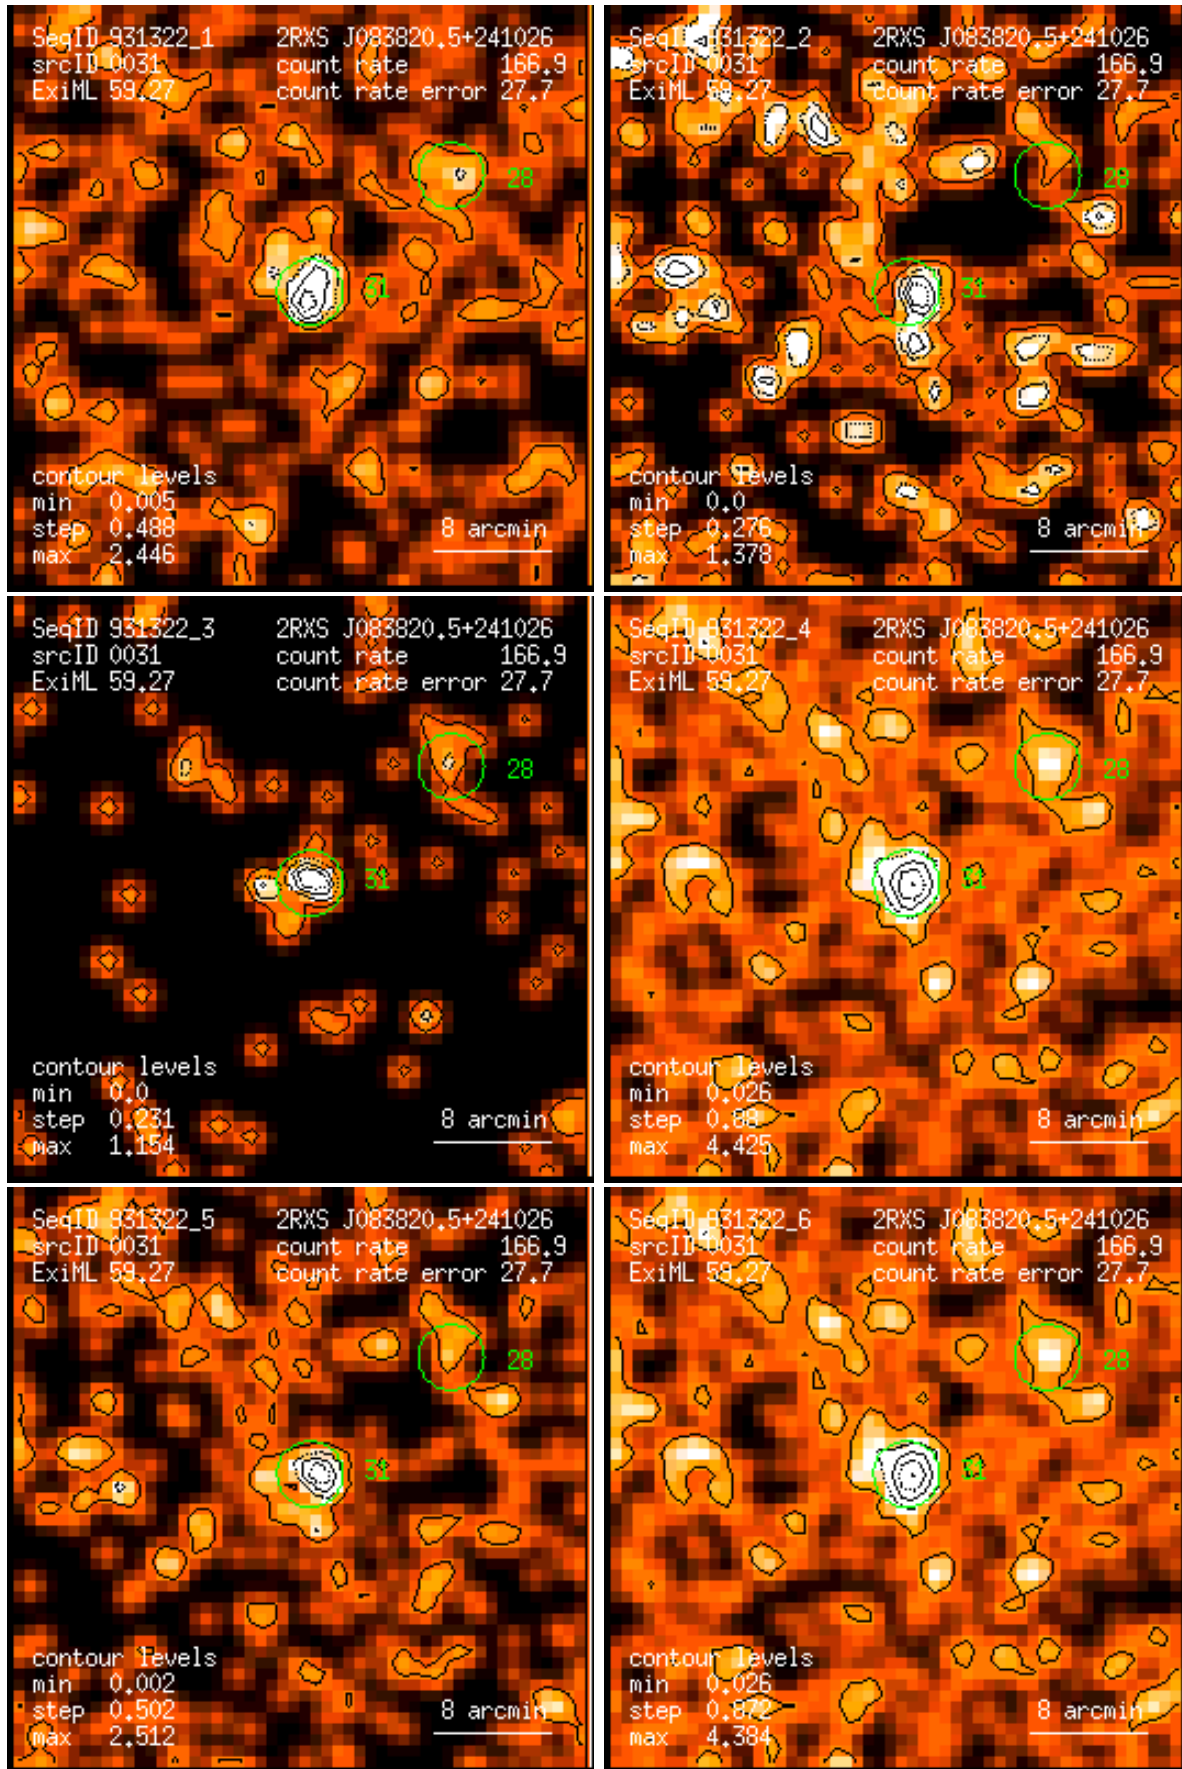 SeqID 931322_1 2RXS J083820.5+241026
srcID 0031 count rate 166.9
ExiML 59.27 count rate error 27.7
28
31
contour levels
min 0.005
step 0.488 8 arcmin
max 2.446
SeqID 931322_2 2RXS J083820.5+241026
srcID 0031 count rate 166.9
ExiML 59.27 count rate error 27.7
28
31
contour levels
min 0.0
step 0.276 8 arcmin
max 1.378
SeqID 931322_3 2RXS J083820.5+241026
srcID 0031 count rate 166.9
ExiML 59.27 count rate error 27.7
28
31
contour levels
min 0.0
step 0.231 8 arcmin
max 1.154
SeqID 931322_4 2RXS J083820.5+241026
srcID 0031 count rate 166.9
ExiML 59.27 count rate error 27.7
28
31
contour levels
min 0.026
step 0.88 8 arcmin
max 4.425
SeqID 931322_5 2RXS J083820.5+241026
srcID 0031 count rate 166.9
ExiML 59.27 count rate error 27.7
28
31
contour levels
min 0.002
step 0.502 8 arcmin
max 2.512
SeqID 931322_6 2RXS J083820.5+241026
srcID 0031 count rate 166.9
ExiML 59.27 count rate error 27.7
28
31
contour levels
min 0.026
step 0.872 8 arcmin
max 4.384